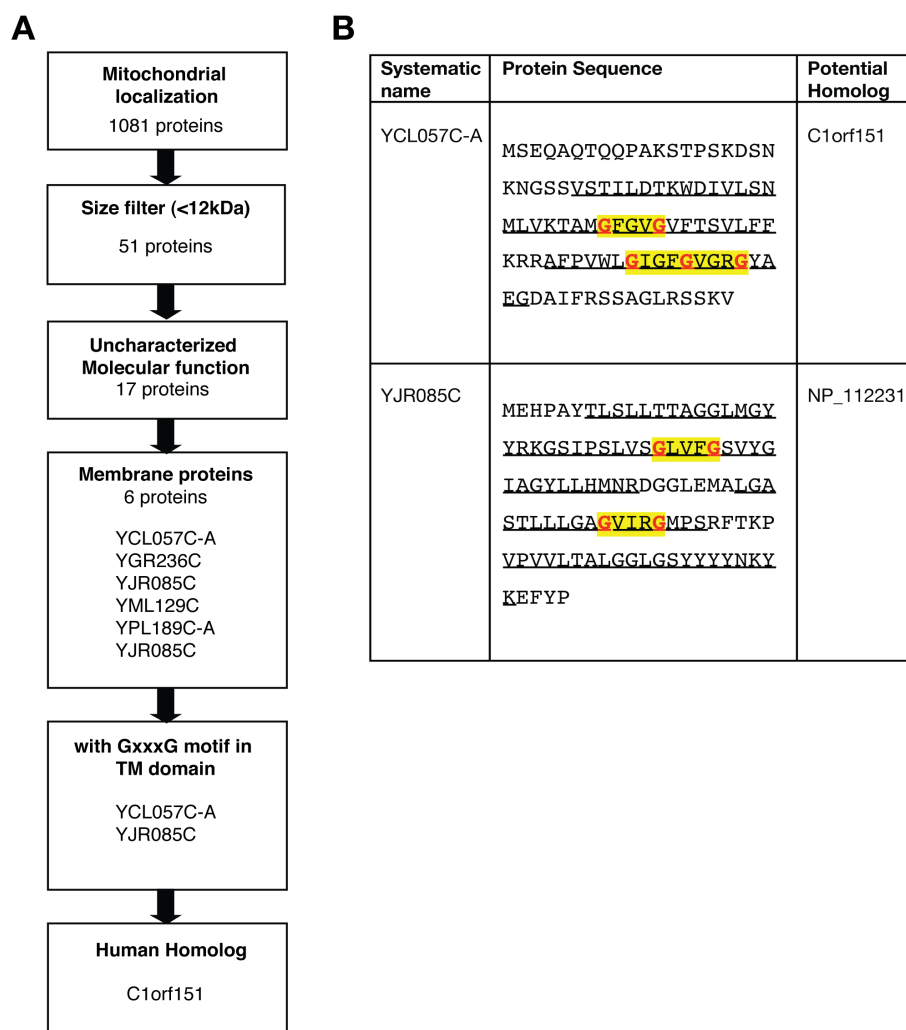 A
Mitochondrial
localization
1081 proteins
Size filter (<12kDa)
51 proteins
Uncharacterized
Molecular function
17 proteins
Membrane proteins
6 proteins
YCL057C-A
YGR236C
YJR085C
YML129C
YPL189C-A
YJR085C
with GxxxG motif in
TM domain
YCL057C-A
YJR085C
Human Homolog
C1orf151
B
Systematic name
Protein Sequence
Potential Homolog
YCL057C-A
MSEQAQTQQPAKSTPSKDSN
KNGSSVSTILDTKWDIVLSN
MLVKTAMGFGVGVFTSVLFF
KRRAFPVWLGIGFGVGRGYA
EGDAIFRSSAGLRSSKV
C1orf151
YJR085C
MEHPAYTLSLLTTAGGLMGY
YRKGSIPSLVSGLVFGSVYG
IAGYLLHMNRDGGLEMALGA
STLLLGAGVIRGMPSRFTKP
VPVVLTALGGLGSYYYYNKY
KEFYP
NP_112231